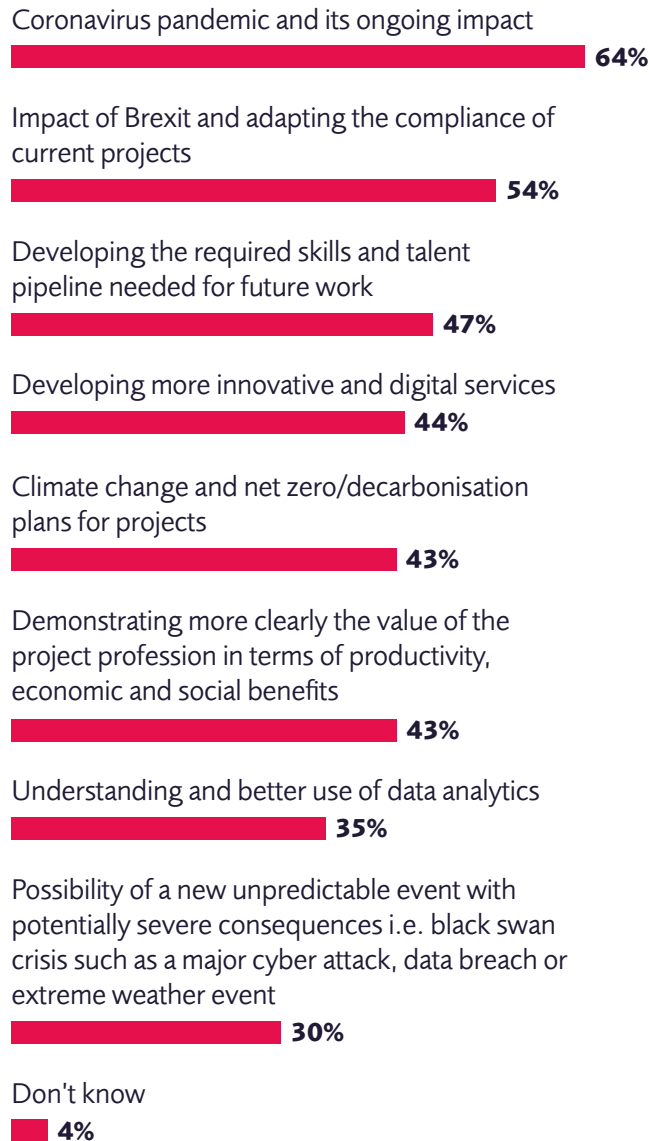 Coronavirus pandemic and its ongoing impact
64%
Impact of Brexit and adapting the compliance of
current projects
54%
Developing the required skills and talent
pipeline needed for future work
47%
Developing more innovative and digital services
44%
Climate change and net zero/decarbonisation
plans for projects
43%
Demonstrating more clearly the value of the
project profession in terms of productivity,
economic and social benefits
43%
Understanding and better use of data analytics
35%
Possibility of a new unpredictable event with
potentially severe consequences i.e. black swan
crisis such as a major cyber attack, data breach or
extreme weather event
30%
Don't know
4%